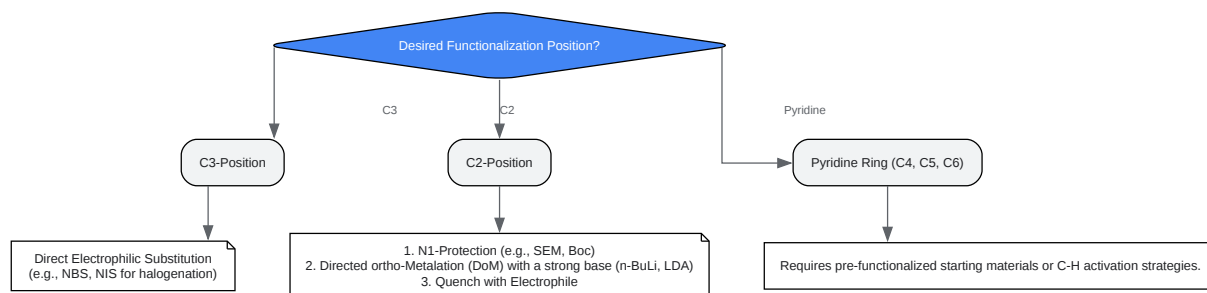 Desired Functionalization Position?
C3
C2
Pyridine
C3-Position
C2-Position
Pyridine Ring (C4, C5, C6)
Direct Electrophilic Substitution
(e.g., NBS, NIS for halogenation)
1. N1-Protection (e.g., SEM, Boc)
2. Directed ortho-Metalation (DoM) with a strong base (n-BuLi, LDA)
3. Quench with Electrophile
Requires pre-functionalized starting materials or C-H activation strategies.